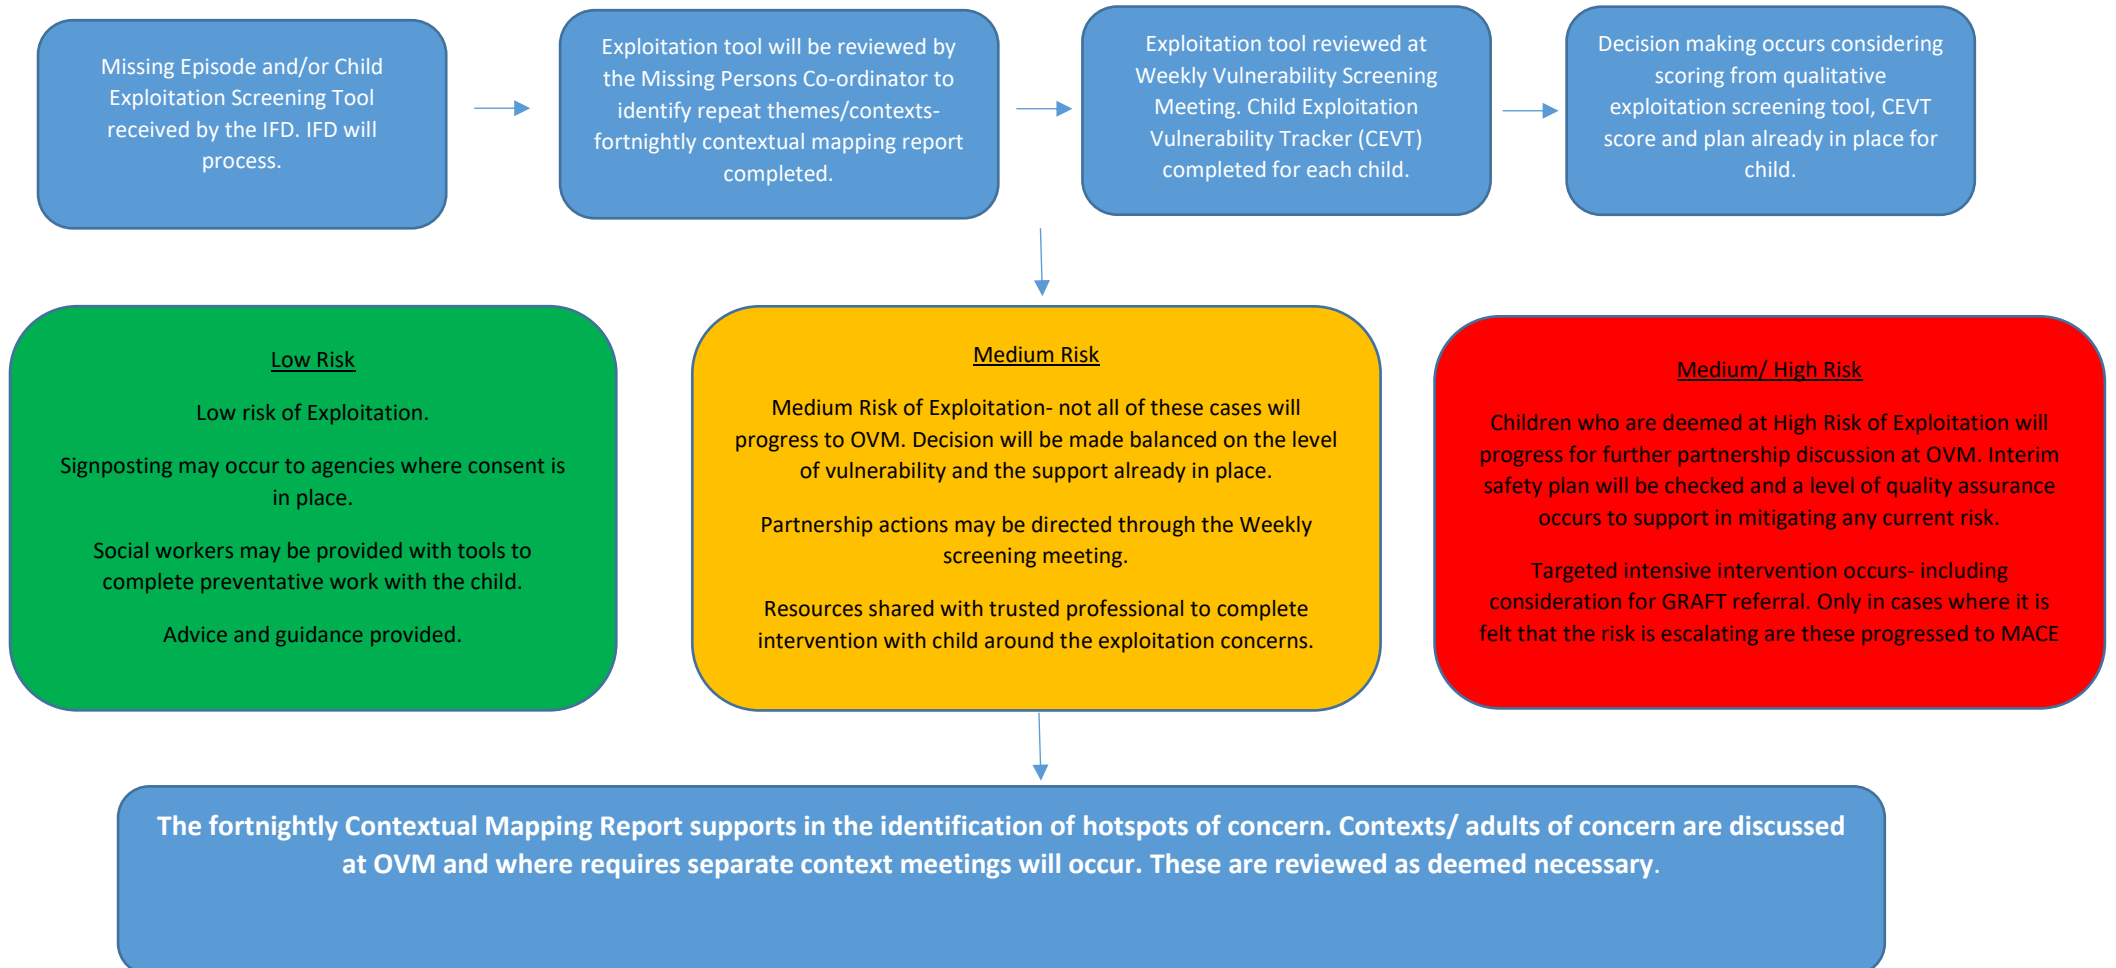 Missing Episode and/or Child
Exploitation Screening Tool
received by the IFD. IFD will
process.
Exploitation tool will be reviewed by
the Missing Persons Co-ordinator to
identify repeat themes/contexts-
fortnightly contextual mapping report
completed.
Exploitation tool reviewed at
Weekly Vulnerability Screening
Meeting. Child Exploitation
Vulnerability Tracker (CEVT)
completed for each child.
Decision making occurs considering
scoring from qualitative
exploitation screening tool, CEVT
score and plan already in place for
child.
Low Risk
Low risk of Exploitation.
Signposting may occur to agencies where consent is
in place.
Social workers may be provided with tools to
complete preventative work with the child.
Advice and guidance provided.
Medium Risk
Medium Risk of Exploitation- not all of these cases will
progress to OVM. Decision will be made balanced on the level
of vulnerability and the support already in place.
Partnership actions may be directed through the Weekly
screening meeting.
Resources shared with trusted professional to complete
intervention with child around the exploitation concerns.
Medium/ High Risk
Children who are deemed at High Risk of Exploitation will
progress for further partnership discussion at OVM. Interim
safety plan will be checked and a level of quality assurance
occurs to support in mitigating any current risk.
Targeted intensive intervention occurs- including
consideration for GRAFT referral. Only in cases where it is
felt that the risk is escalating are these progressed to MACE
The fortnightly Contextual Mapping Report supports in the identification of hotspots of concern. Contexts/ adults of concern are discussed
at OVM and where requires separate context meetings will occur. These are reviewed as deemed necessary.